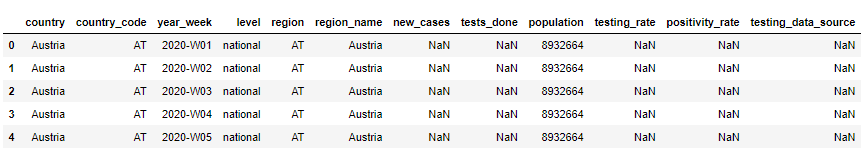 country country_code year_week level region region_name new_cases tests_done population testing_rate positivity_rate testing_data_source
0 Austria AT 2020-W01 national AT Austria NaN NaN 8932664 NaN NaN NaN
1 Austria AT 2020-W02 national AT Austria NaN NaN 8932664 NaN NaN NaN
2 Austria AT 2020-W03 national AT Austria NaN NaN 8932664 NaN NaN NaN
3 Austria AT 2020-W04 national AT Austria NaN NaN 8932664 NaN NaN NaN
4 Austria AT 2020-W05 national AT Austria NaN NaN 8932664 NaN NaN NaN